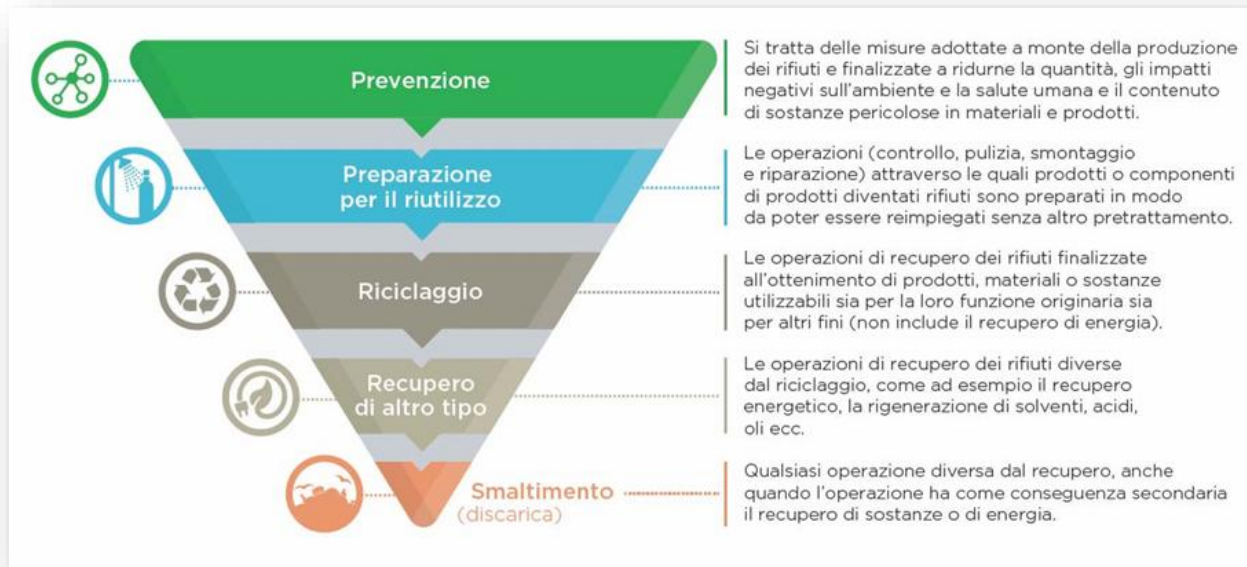 Prevenzione
Si tratta delle misure adottate a monte della produzione
dei rifiuti e finalizzate a ridurne la quantità, gli impatti
negativi sull'ambiente e la salute umana e il contenuto
di sostanze pericolose in materiali e prodotti.
Preparazione
per il riutilizzo
Le operazioni (controllo, pulizia, smontaggio
e riparazione) attraverso le quali prodotti o componenti
di prodotti diventati rifiuti sono preparati in modo
da poter essere reimpiegati senza altro pretrattamento.
Riciclaggio
Le operazioni di recupero dei rifiuti finalizzate
all'ottenimento di prodotti, materiali o sostanze
utilizzabili sia per la loro funzione originaria sia
per altri fini (non include il recupero di energia).
Recupero
di altro tipo
Le operazioni di recupero dei rifiuti diverse
dal riciclaggio, come ad esempio il recupero
energetico, la rigenerazione di solventi, acidi,
oli ecc.
Smaltimento
(discarica)
Qualsiasi operazione diversa dal recupero, anche
quando l'operazione ha come conseguenza secondaria
il recupero di sostanze o di energia.